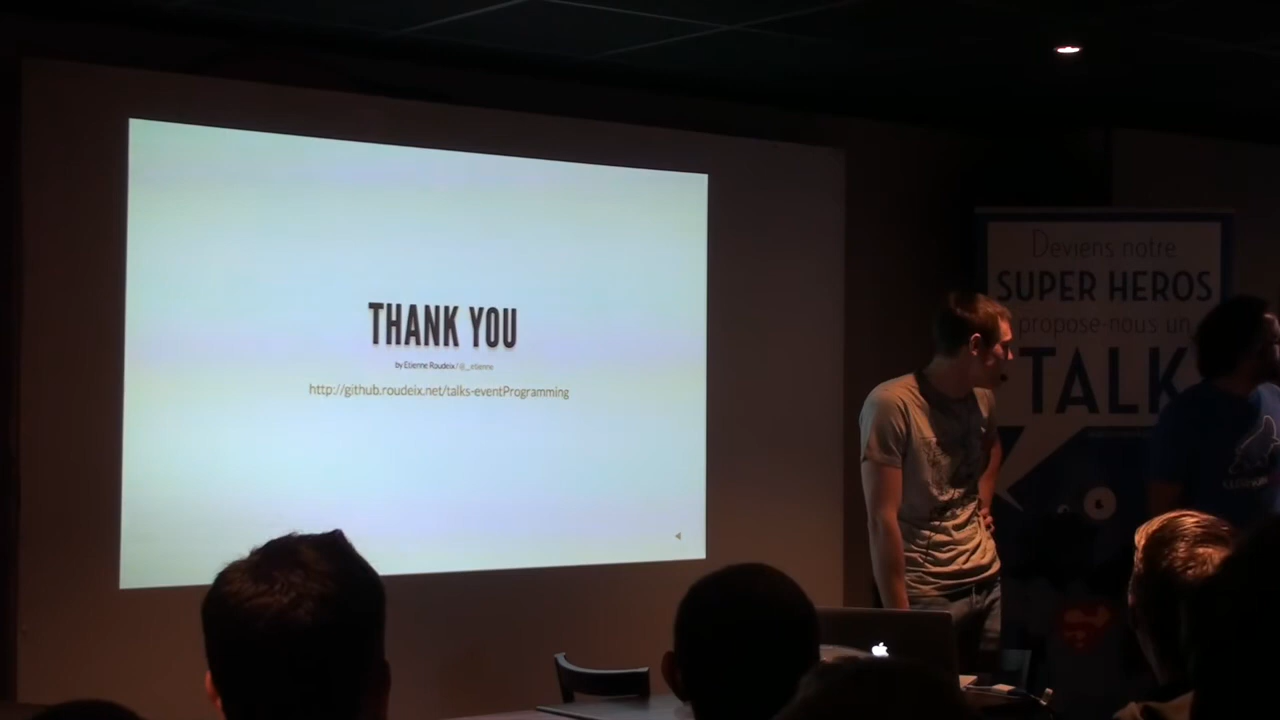 THANK YOU
by Etienne Roudeix / @_etienne
http://github.roudeix.net/talks-eventProgramming
Deviens notre
SUPER HEROS
propose-nous un
TALK